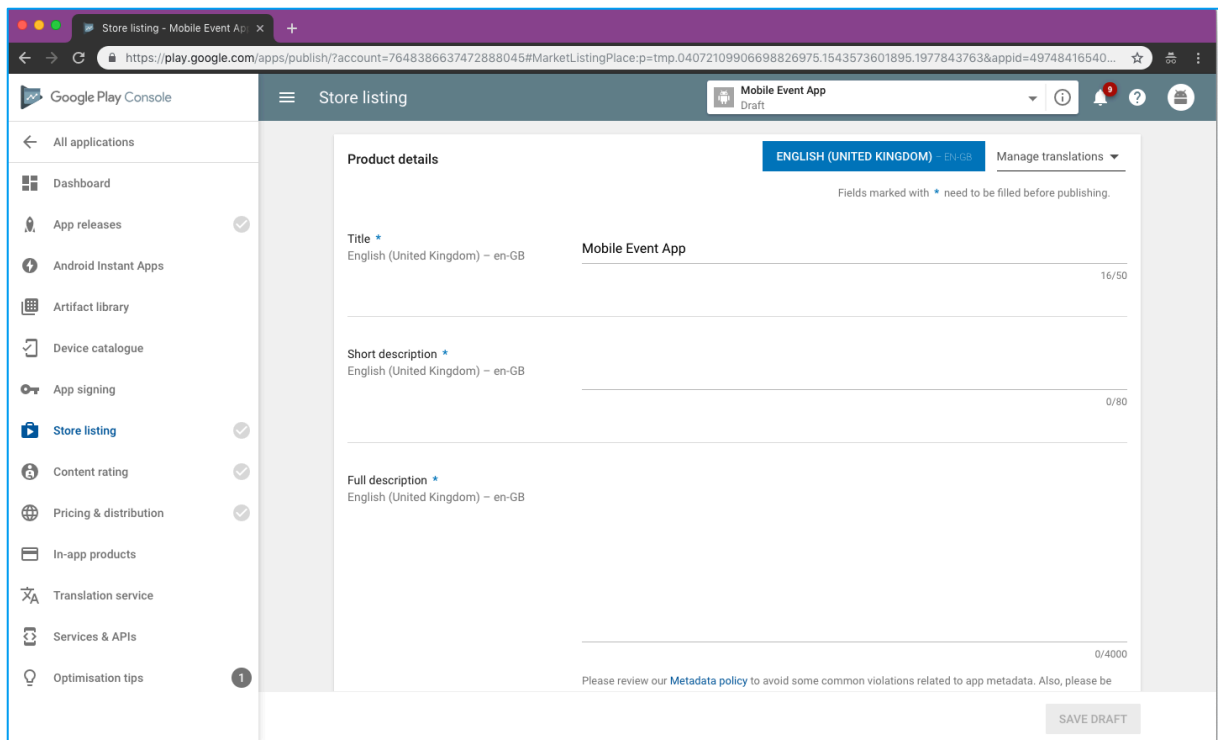 Store listing - Mobile Event Ap
https://play.google.com/apps/publish/?account=7648386637472888045#MarketListingPlace:p=tmp.04072109906698826975.1543573601895.1977843763&appid=49748416540...
Google Play Console
Store listing
Mobile Event App
Draft
9
All applications
Dashboard
App releases
Android Instant Apps
Artifact library
Device catalogue
App signing
Store listing
Content rating
Pricing & distribution
In-app products
Translation service
Services & APIs
Optimisation tips 1
Product details
ENGLISH (UNITED KINGDOM) – EN-GB
Manage translations
Fields marked with * need to be filled before publishing.
Title *
English (United Kingdom) – en-GB
Mobile Event App
16/50
Short description *
English (United Kingdom) – en-GB
0/80
Full description *
English (United Kingdom) – en-GB
0/4000
Please review our Metadata policy to avoid some common violations related to app metadata. Also, please be
SAVE DRAFT